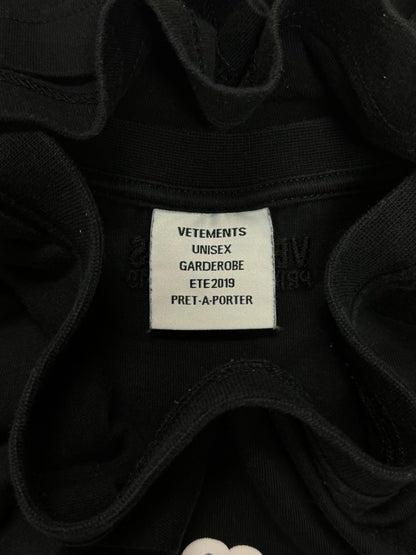 VETEMENTS
UNISEX
GARDEROBE
ETE2019
PRET-A-PORTER